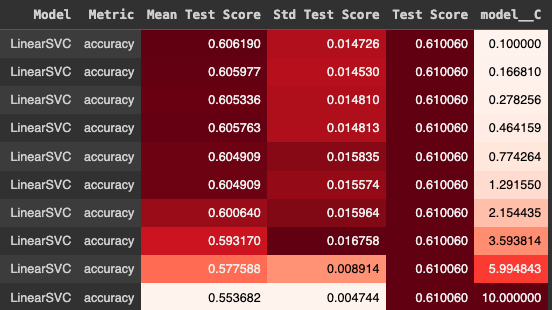 Model Metric Mean Test Score Std Test Score Test Score model__C
LinearSVC accuracy 0.606190 0.014726 0.610060 0.100000
LinearSVC accuracy 0.605977 0.014530 0.610060 0.166810
LinearSVC accuracy 0.605336 0.014810 0.610060 0.278256
LinearSVC accuracy 0.605763 0.014813 0.610060 0.464159
LinearSVC accuracy 0.604909 0.015835 0.610060 0.774264
LinearSVC accuracy 0.604909 0.015574 0.610060 1.291550
LinearSVC accuracy 0.600640 0.015964 0.610060 2.154435
LinearSVC accuracy 0.593170 0.016758 0.610060 3.593814
LinearSVC accuracy 0.577588 0.008914 0.610060 5.994843
LinearSVC accuracy 0.553682 0.004744 0.610060 10.000000